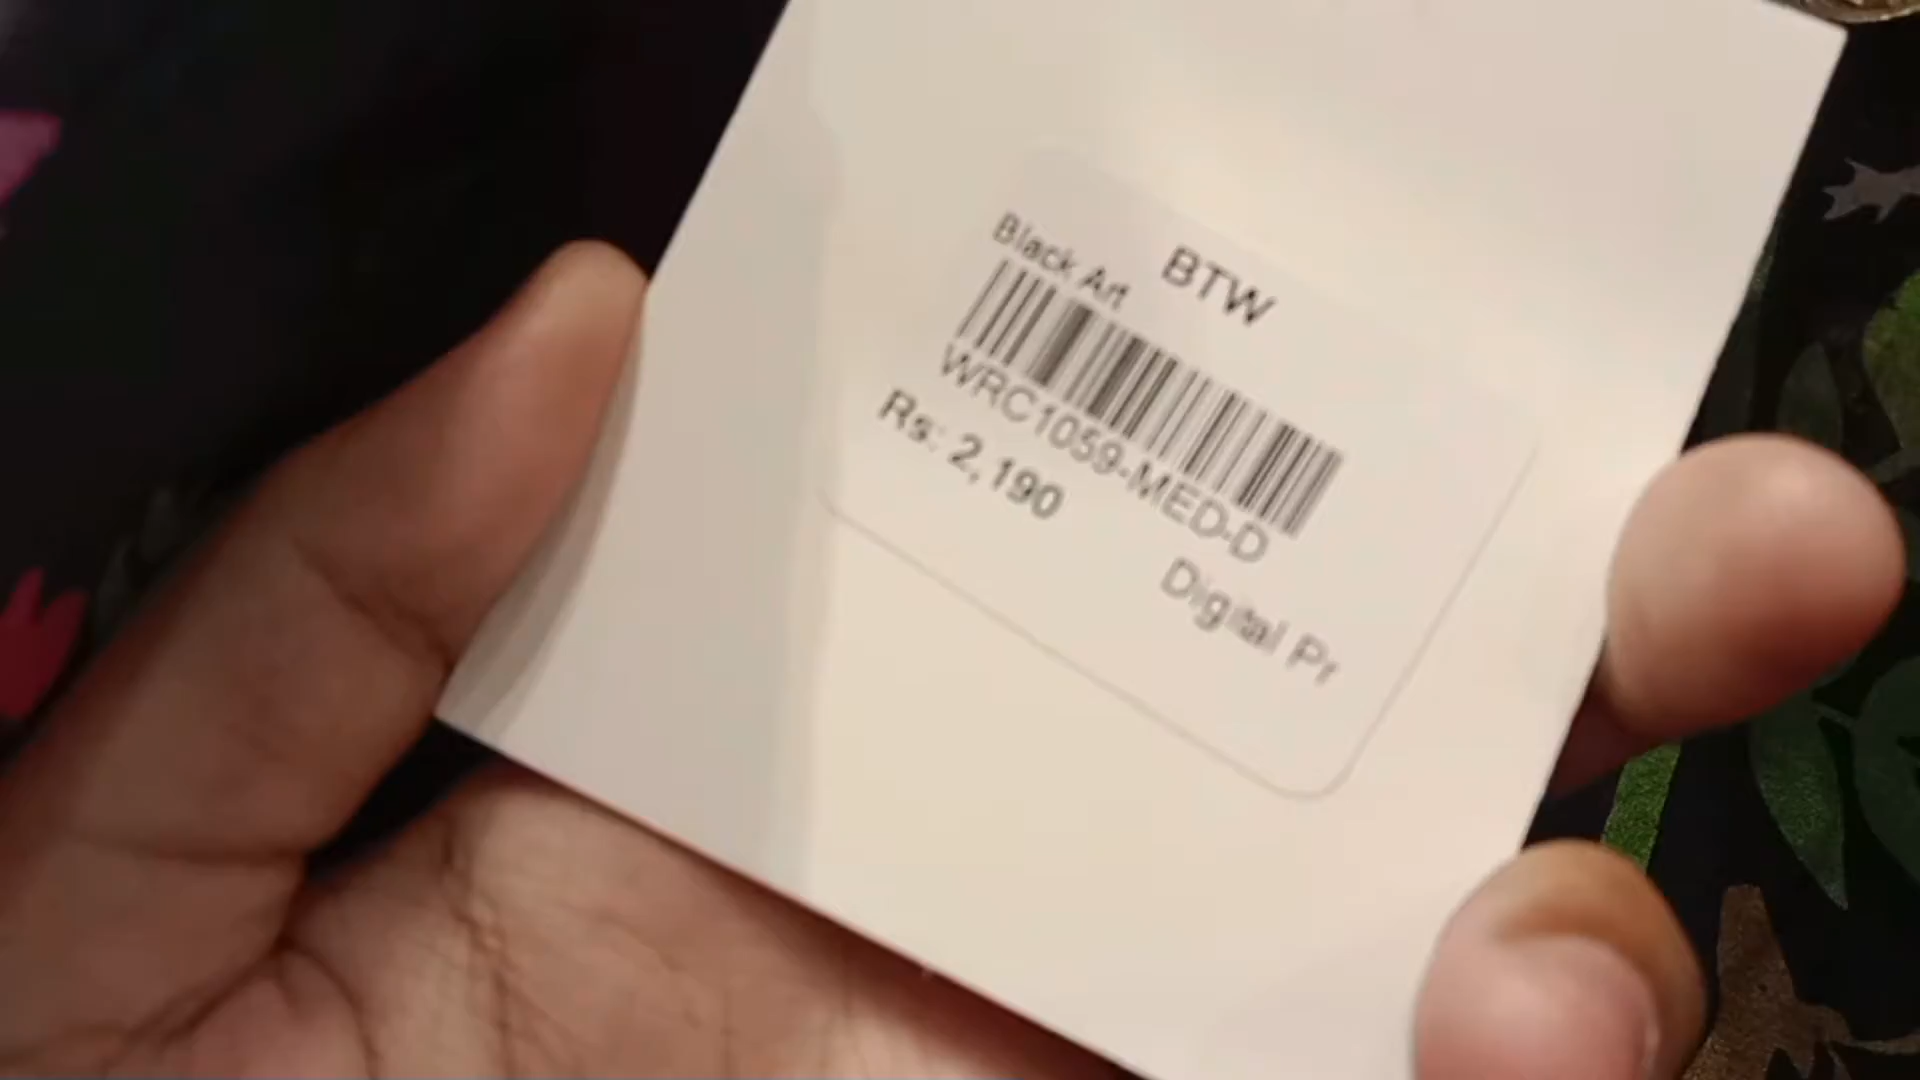 BTW
Black Art
WRC1059-MED-D
Rs: 2,190
Digital Pr